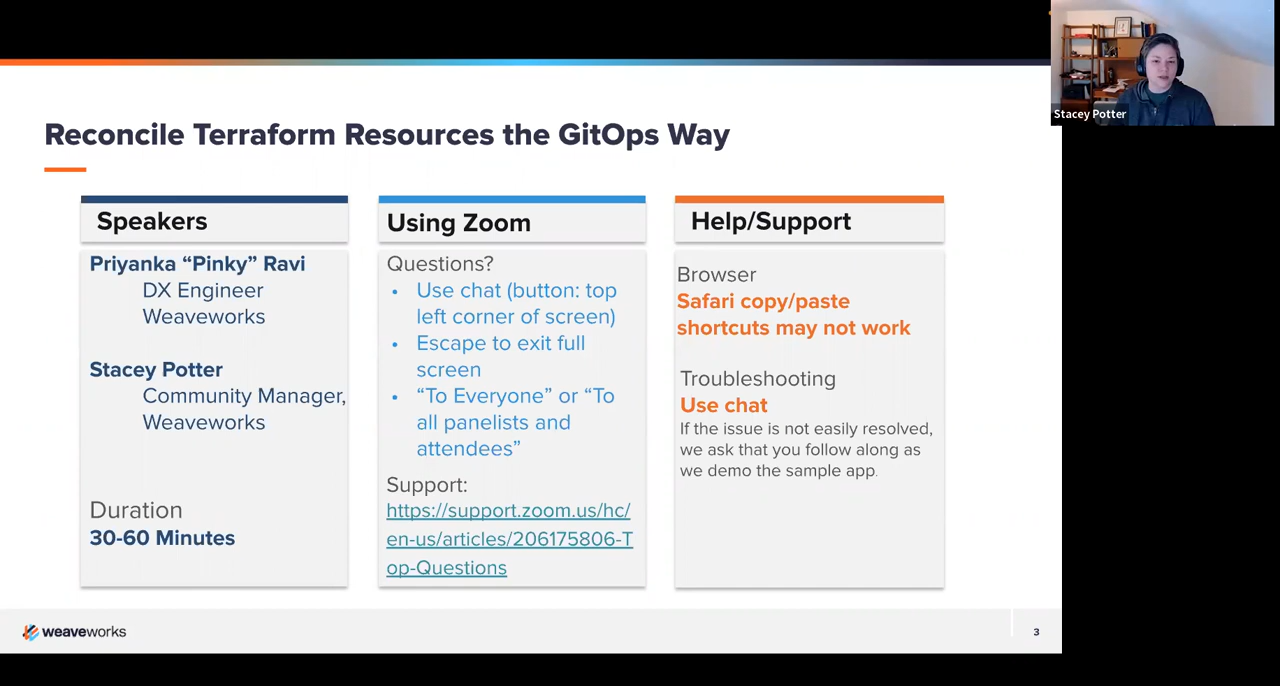 Stacey Potter
Reconcile Terraform Resources the GitOps Way
Speakers
Priyanka “Pinky” Ravi
DX Engineer
Weaveworks
Stacey Potter
Community Manager,
Weaveworks
Duration
30-60 Minutes
Using Zoom
Questions?
• Use chat (button: top
left corner of screen)
• Escape to exit full
screen
• “To Everyone” or “To
all panelists and
attendees”
Support:
https://support.zoom.us/hc/
en-us/articles/206175806-T
op-Questions
Help/Support
Browser
Safari copy/paste
shortcuts may not work
Troubleshooting
Use chat
If the issue is not easily resolved,
we ask that you follow along as
we demo the sample app.
weaveworks
3